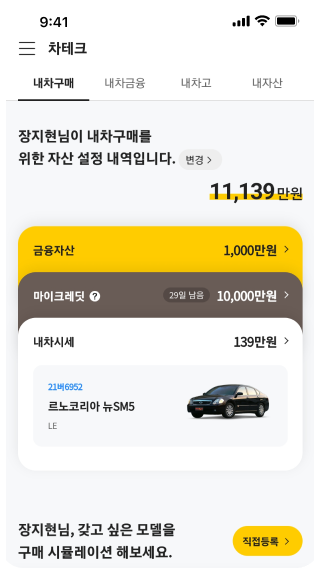 9:41
차테크
내차구매 내차금융 내차고 내자산
장지현님이 내차구매를
위한 자산 설정 내역입니다. 변경
11,139만원
금융자산 1,000만원
마이크레딧 ? 29일 남음 10,000만원
내차시세 139만원
21버6952
르노코리아 뉴SM5
LE
장지현님, 갖고 싶은 모델을
구매 시뮬레이션 해보세요. 직접등록